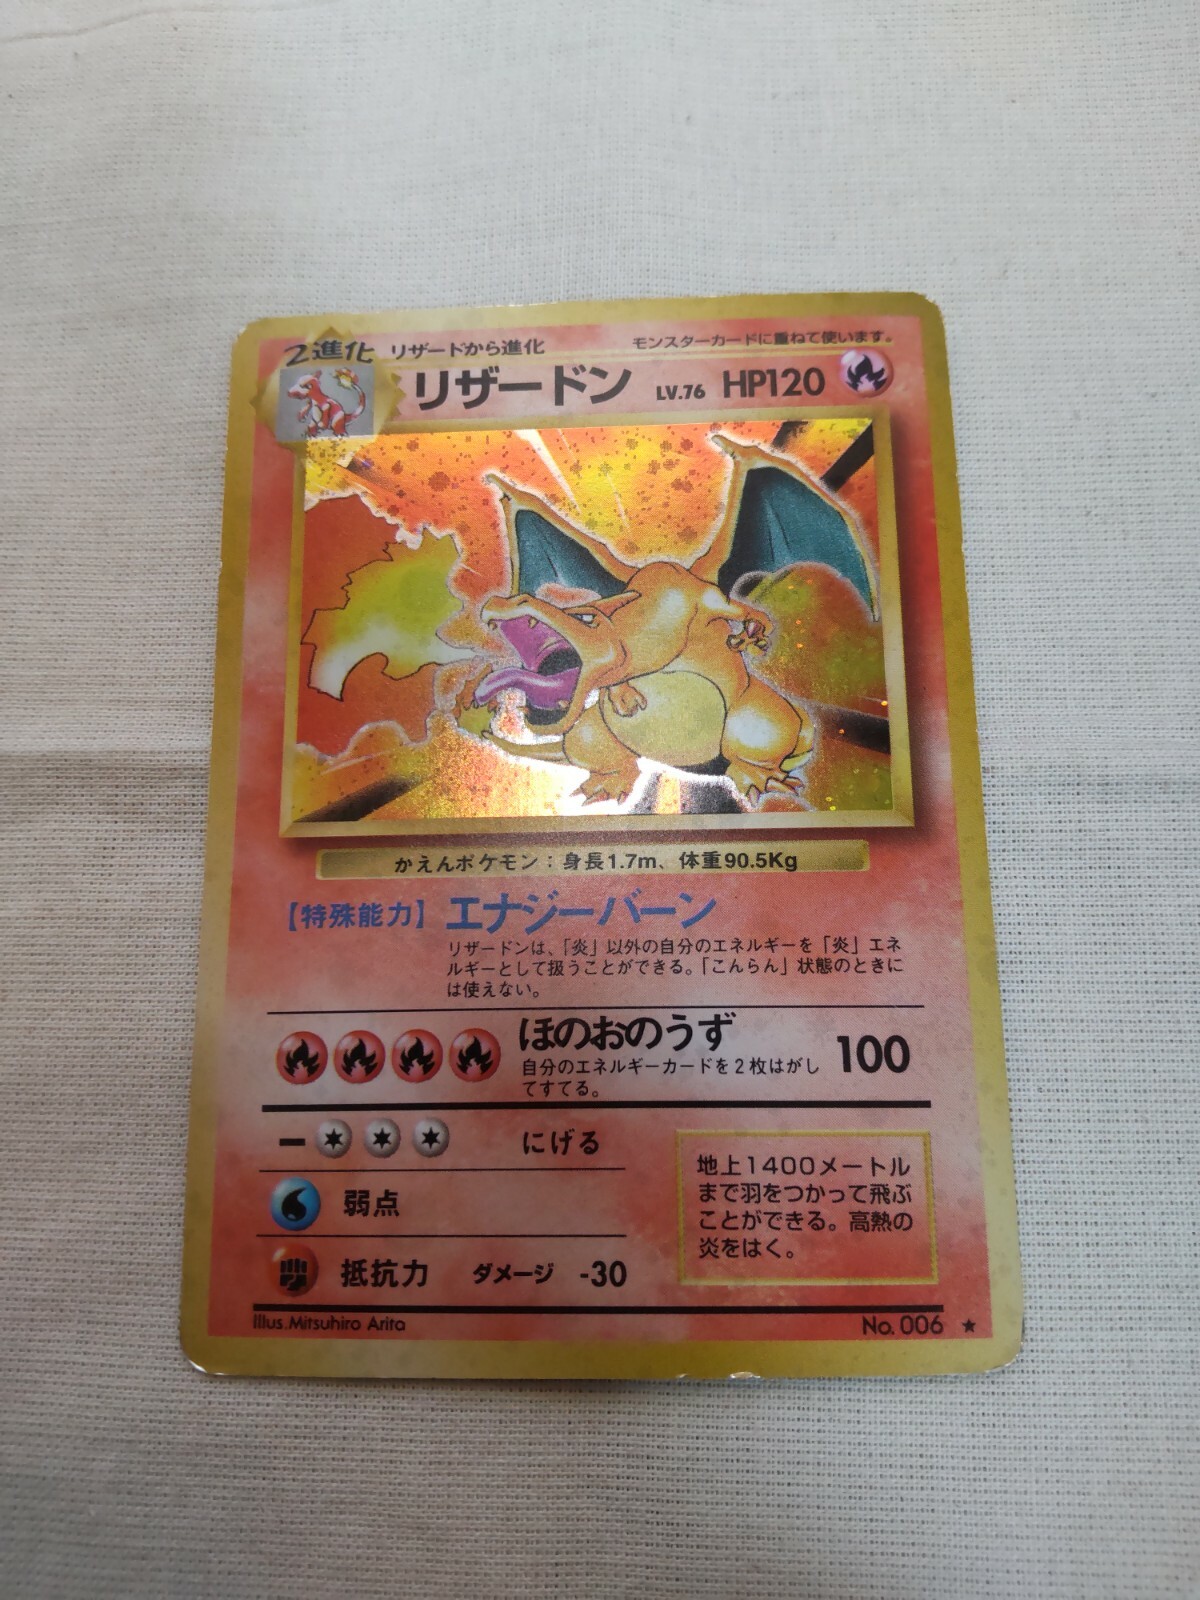 2進化 リザードから進化 モンスターカードに重ねて使います。
リザードン LV.76 HP120
かえんポケモン：身長1.7m、体重90.5Kg
【特殊能力】 エナジーバーン
リザードンは、「炎」以外の自分のエネルギーを「炎」エネ
ルギーとして扱うことができる。「こんらん」状態のときに
は使えない。
ほのおのうず 100
自分のエネルギーカードを2枚はがし
てすてる。
ー にげる
弱点
抵抗力 ダメージ -30
地上1400メートル
まで羽をつかって飛ぶ
ことができる。高熱の
炎をはく。
Illus. Mitsuhiro Arita No. 006 ★